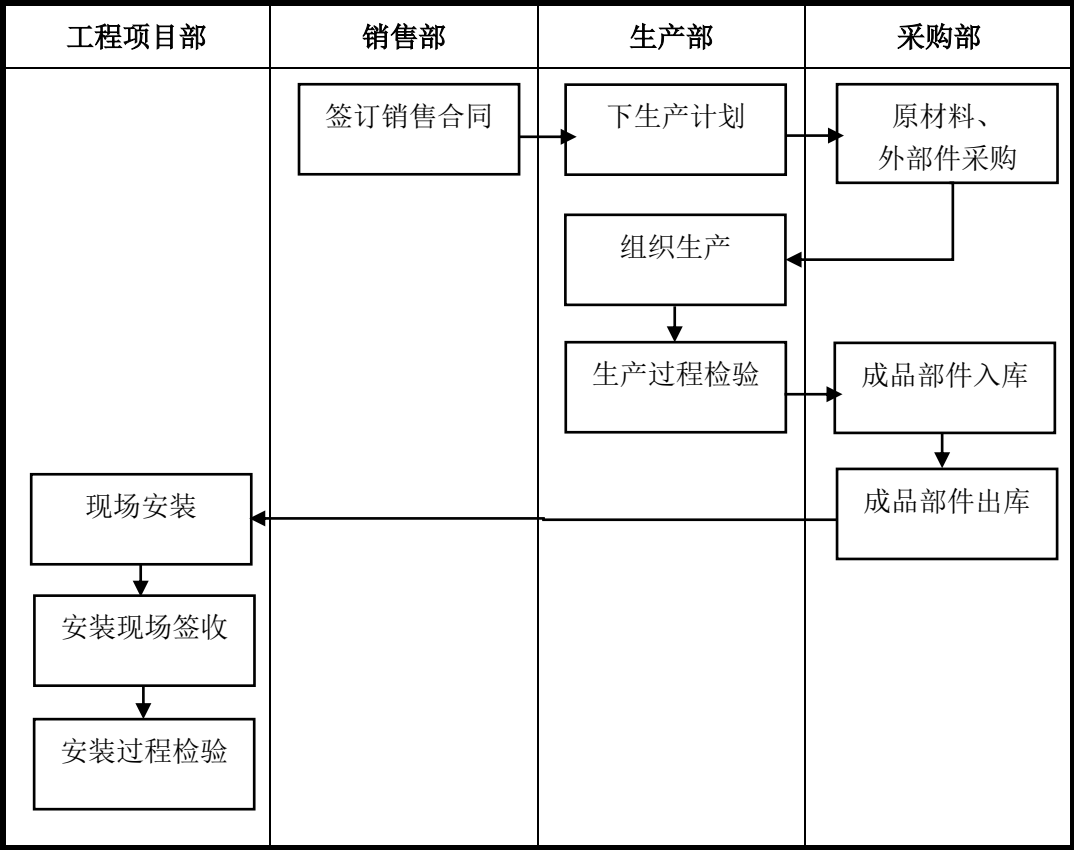 工程项目部
销售部
生产部
采购部
签订销售合同
下生产计划
原材料、
外部件采购
组织生产
生产过程检验
成品部件入库
现场安装
成品部件出库
安装现场签收
安装过程检验